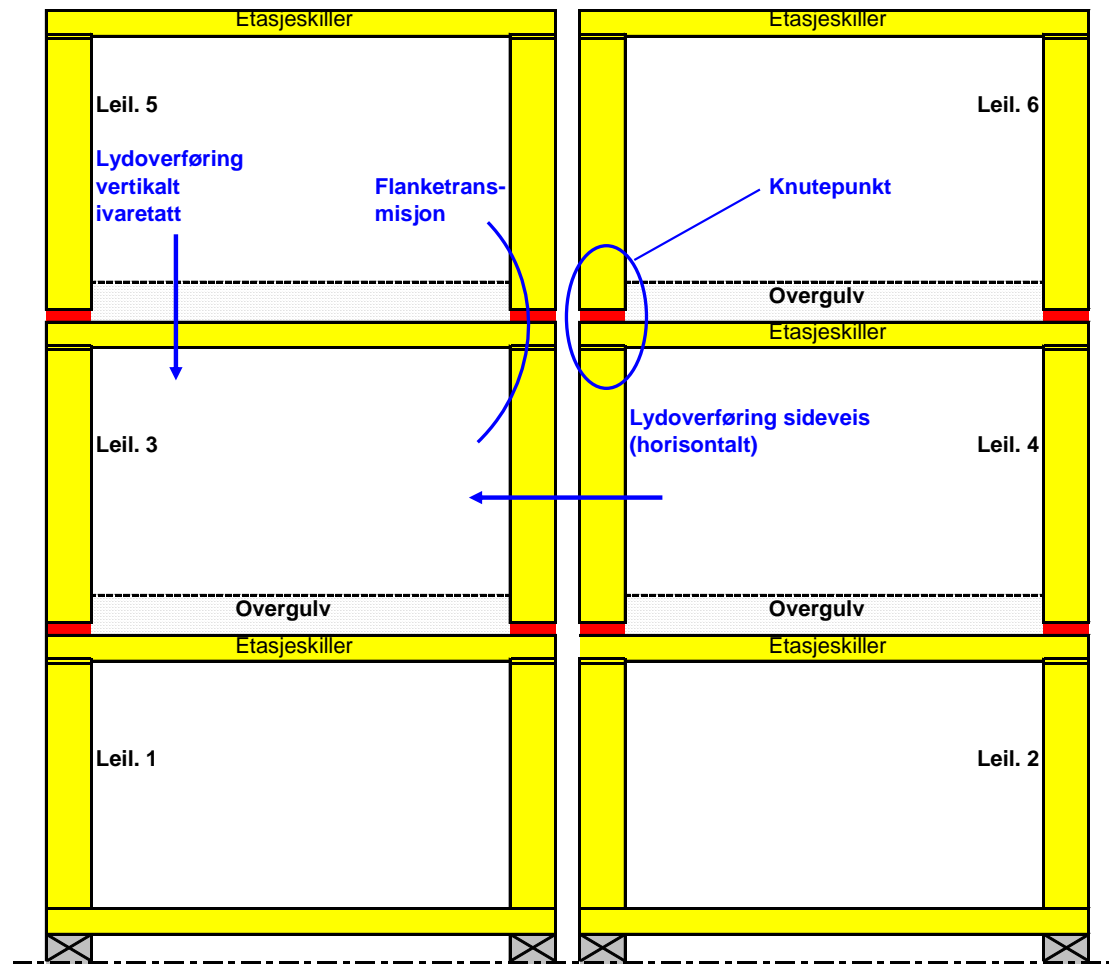 Etasjeskiller
Etasjeskiller
Leil. 5
Leil. 6
Lydoverføring
vertikalt
ivaretatt
Flanketrans-
misjon
Knutepunkt
Overgulv
Etasjeskiller
Lydoverføring sideveis
(horisontalt)
Leil. 3
Leil. 4
Overgulv
Overgulv
Etasjeskiller
Etasjeskiller
Leil. 1
Leil. 2